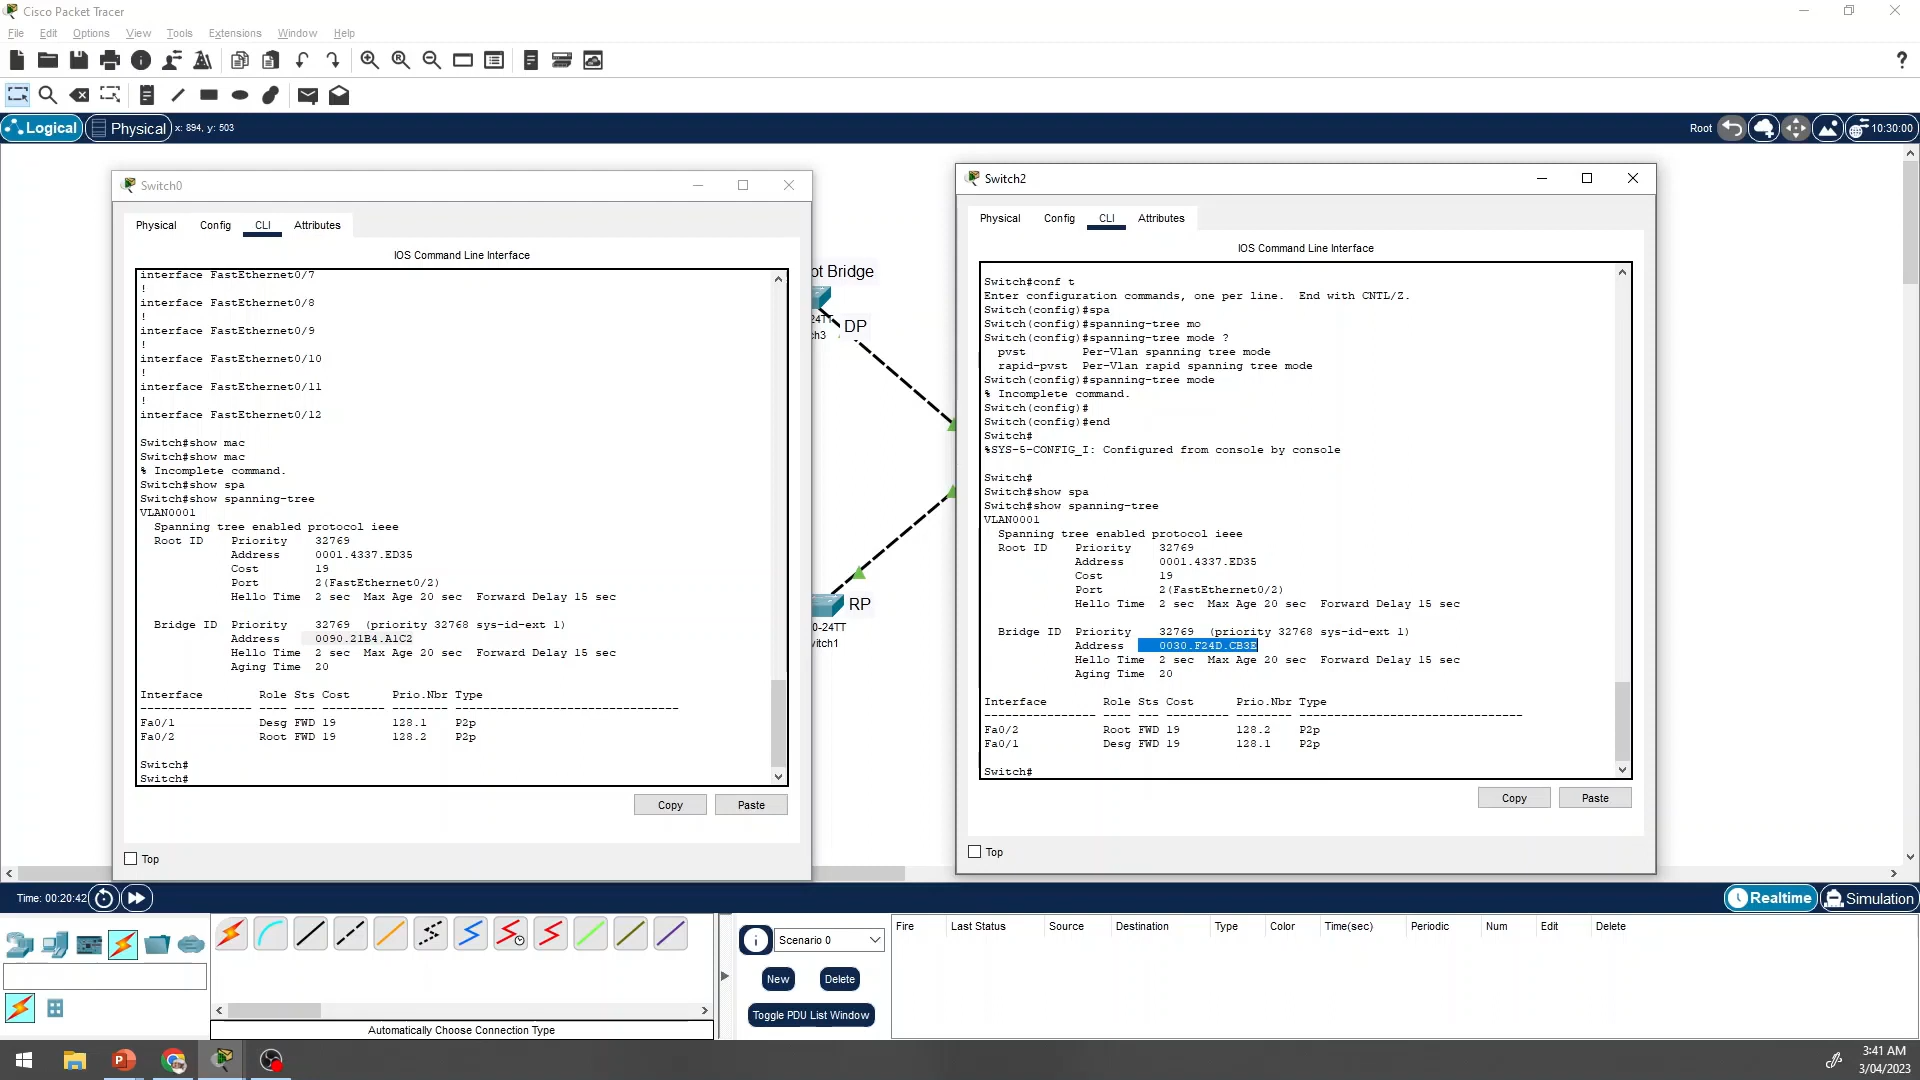 Cisco Packet Tracer
File Edit Options View Tools Extensions Window Help
?
Logical Physical x: 894, y: 503 Root 10:30:00
Switch0
Physical Config CLI Attributes
IOS Command Line Interface
interface FastEthernet0/7
!
interface FastEthernet0/8
!
interface FastEthernet0/9
!
interface FastEthernet0/10
!
interface FastEthernet0/11
!
interface FastEthernet0/12
Switch#show mac
Switch#show mac
% Incomplete command.
Switch#show spa
Switch#show spanning-tree
VLAN0001
Spanning tree enabled protocol ieee
Root ID Priority 32769
Address 0001.4337.ED35
Cost 19
Port 2(FastEthernet0/2)
Hello Time 2 sec Max Age 20 sec Forward Delay 15 sec
Bridge ID Priority 32769 (priority 32768 sys-id-ext 1)
Address 0090.21B4.A1C2
Hello Time 2 sec Max Age 20 sec Forward Delay 15 sec
Aging Time 20
Interface Role Sts Cost Prio.Nbr Type
---------------- ---- --- --------- -------- --------------------------------
Fa0/1 Desg FWD 19 128.1 P2p
Fa0/2 Root FWD 19 128.2 P2p
Switch#
Switch#
Copy Paste
Top
ot Bridge
24TT
ch3
DP
RP
0-24TT
witch1
Switch2
Physical Config CLI Attributes
IOS Command Line Interface
Switch#conf t
Enter configuration commands, one per line. End with CNTL/Z.
Switch(config)#spa
Switch(config)#spanning-tree mo
Switch(config)#spanning-tree mode ?
pvst Per-Vlan spanning tree mode
rapid-pvst Per-Vlan rapid spanning tree mode
Switch(config)#spanning-tree mode
% Incomplete command.
Switch(config)#
Switch(config)#end
Switch#
%SYS-5-CONFIG_I: Configured from console by console
Switch#
Switch#show spa
Switch#show spanning-tree
VLAN0001
Spanning tree enabled protocol ieee
Root ID Priority 32769
Address 0001.4337.ED35
Cost 19
Port 2(FastEthernet0/2)
Hello Time 2 sec Max Age 20 sec Forward Delay 15 sec
Bridge ID Priority 32769 (priority 32768 sys-id-ext 1)
Address 0030.F24D.CB3E
Hello Time 2 sec Max Age 20 sec Forward Delay 15 sec
Aging Time 20
Interface Role Sts Cost Prio.Nbr Type
---------------- ---- --- --------- -------- --------------------------------
Fa0/2 Root FWD 19 128.2 P2p
Fa0/1 Desg FWD 19 128.1 P2p
Switch#
Copy Paste
Top
Time: 00:20:42 Realtime Simulation
Automatically Choose Connection Type
Scenario 0
New Delete
Toggle PDU List Window
Fire Last Status Source Destination Type Color Time(sec) Periodic Num Edit Delete
3:41 AM
3/04/2023